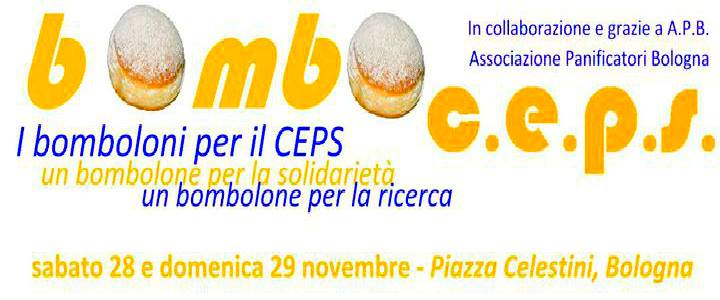 bombo c.e.p.s.
In collaborazione e grazie a A.P.B.
Associazione Panificatori Bologna
I bomboloni per il CEPS
un bombolone per la solidarietà
un bombolone per la ricerca
sabato 28 e domenica 29 novembre - Piazza Celestini, Bologna